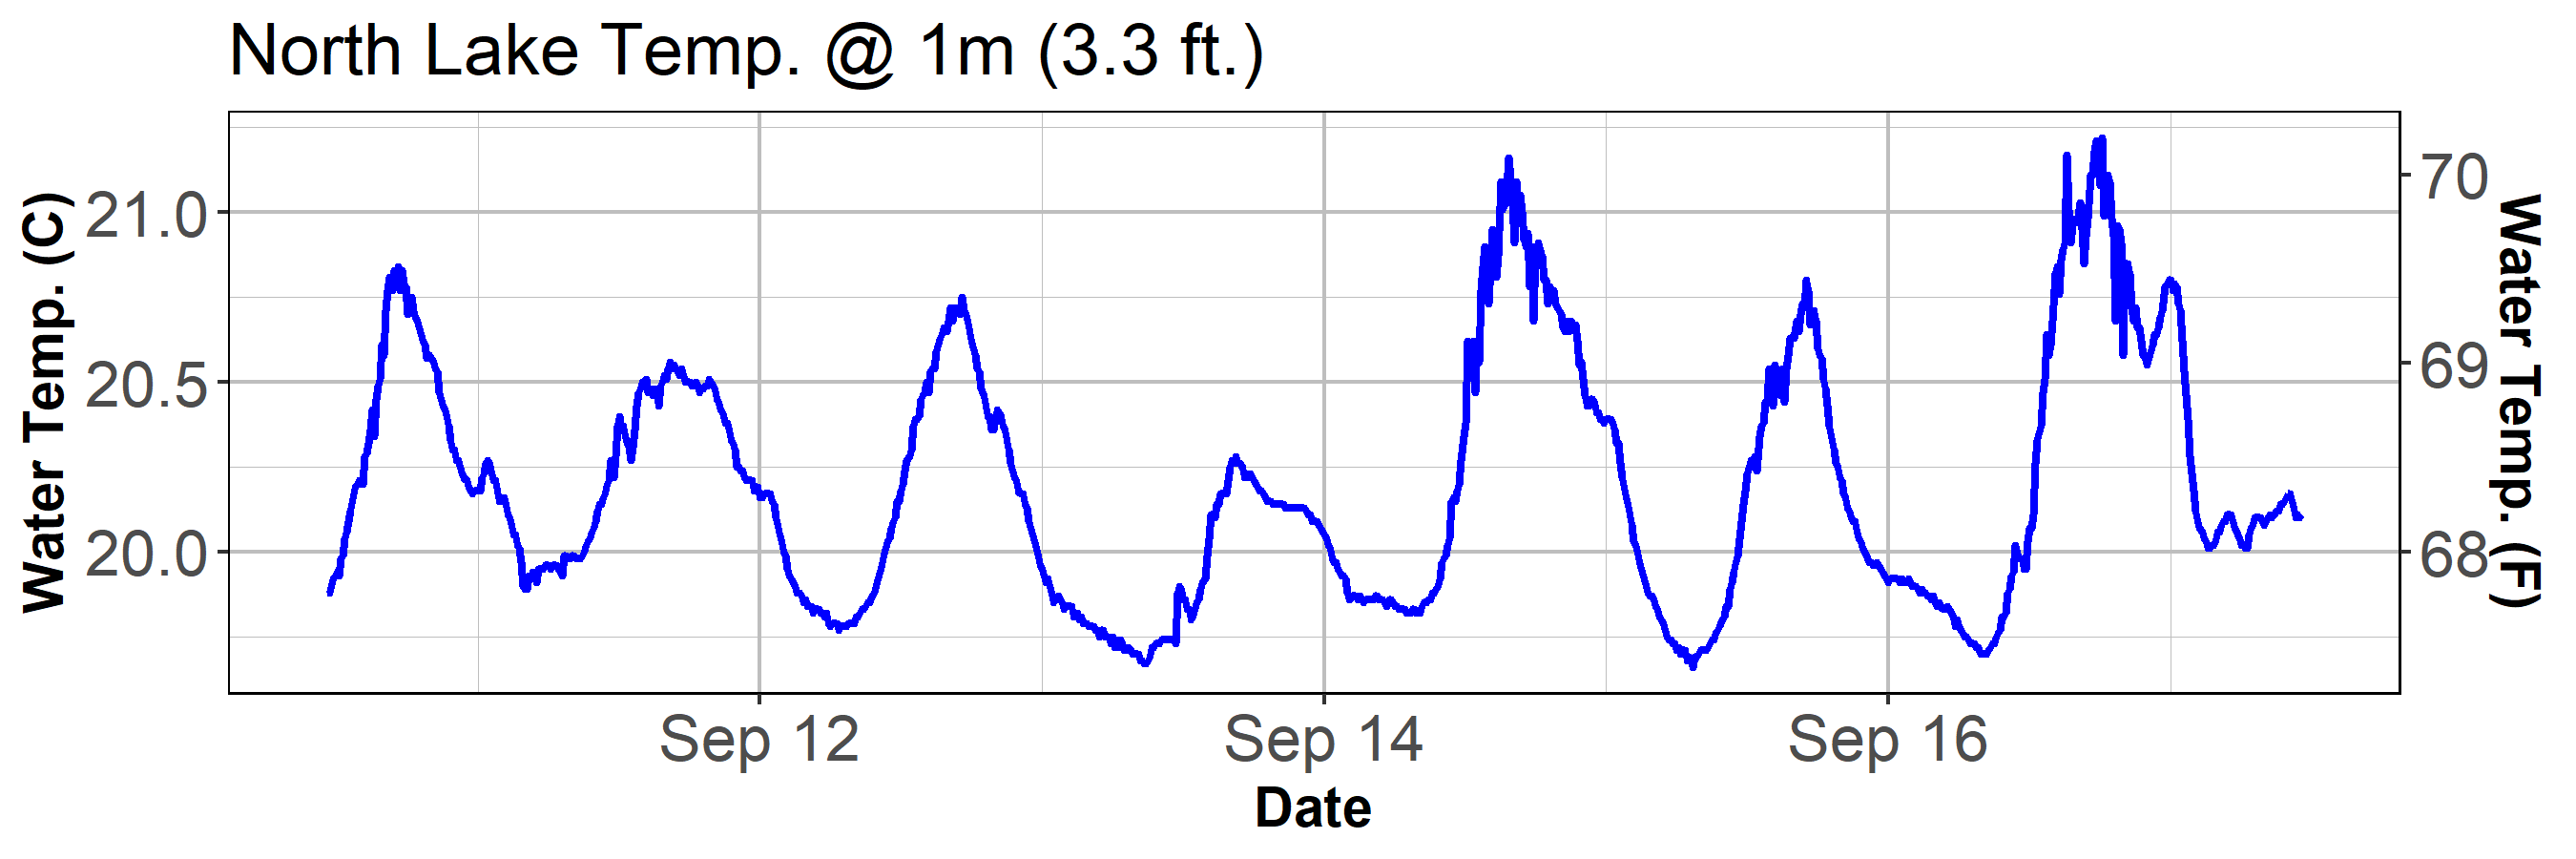 North Lake Temp. @ 1m (3.3 ft.)
Water Temp. (C)
21.0
20.5
20.0
70
69
68
Water Temp. (F)
Sep 12
Sep 14
Sep 16
Date